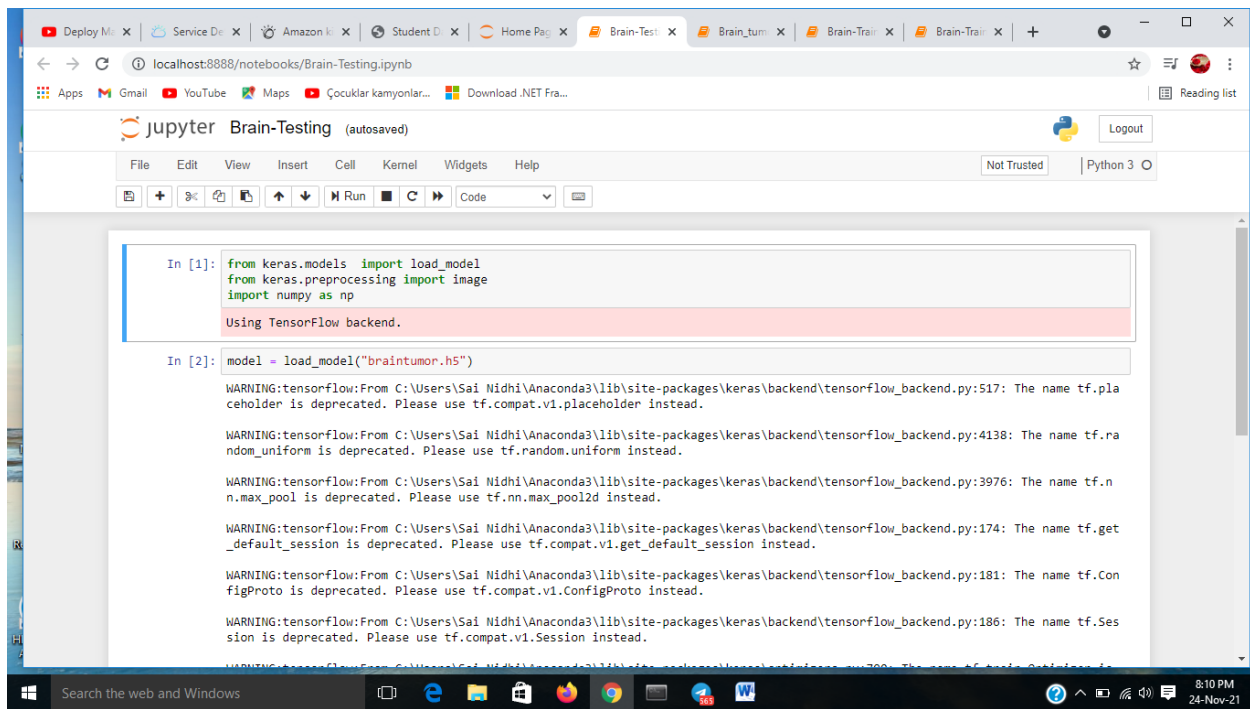 Deploy Ma
Service De
Amazon ki
Student D
Home Pag
Brain-Test
Brain_tum
Brain-Train
Brain-Train
localhost:8888/notebooks/Brain-Testing.ipynb
Apps
Gmail
YouTube
Maps
Çocuklar kamyonlar...
Download .NET Fra...
Reading list
jupyter Brain-Testing (autosaved)
Logout
File Edit View Insert Cell Kernel Widgets Help
Not Trusted
Python 3
Run
Code
In [1]: from keras.models  import load_model
from keras.preprocessing import image
import numpy as np
Using TensorFlow backend.
In [2]: model = load_model("braintumor.h5")
WARNING:tensorflow:From C:\Users\Sai Nidhi\Anaconda3\lib\site-packages\keras\backend\tensorflow_backend.py:517: The name tf.pla
ceholder is deprecated. Please use tf.compat.v1.placeholder instead.
WARNING:tensorflow:From C:\Users\Sai Nidhi\Anaconda3\lib\site-packages\keras\backend\tensorflow_backend.py:4138: The name tf.ra
ndom_uniform is deprecated. Please use tf.random.uniform instead.
WARNING:tensorflow:From C:\Users\Sai Nidhi\Anaconda3\lib\site-packages\keras\backend\tensorflow_backend.py:3976: The name tf.n
n.max_pool is deprecated. Please use tf.nn.max_pool2d instead.
WARNING:tensorflow:From C:\Users\Sai Nidhi\Anaconda3\lib\site-packages\keras\backend\tensorflow_backend.py:174: The name tf.get
_default_session is deprecated. Please use tf.compat.v1.get_default_session instead.
WARNING:tensorflow:From C:\Users\Sai Nidhi\Anaconda3\lib\site-packages\keras\backend\tensorflow_backend.py:181: The name tf.Con
figProto is deprecated. Please use tf.compat.v1.ConfigProto instead.
WARNING:tensorflow:From C:\Users\Sai Nidhi\Anaconda3\lib\site-packages\keras\backend\tensorflow_backend.py:186: The name tf.Ses
sion is deprecated. Please use tf.compat.v1.Session instead.
Search the web and Windows
565
8:10 PM
24-Nov-21